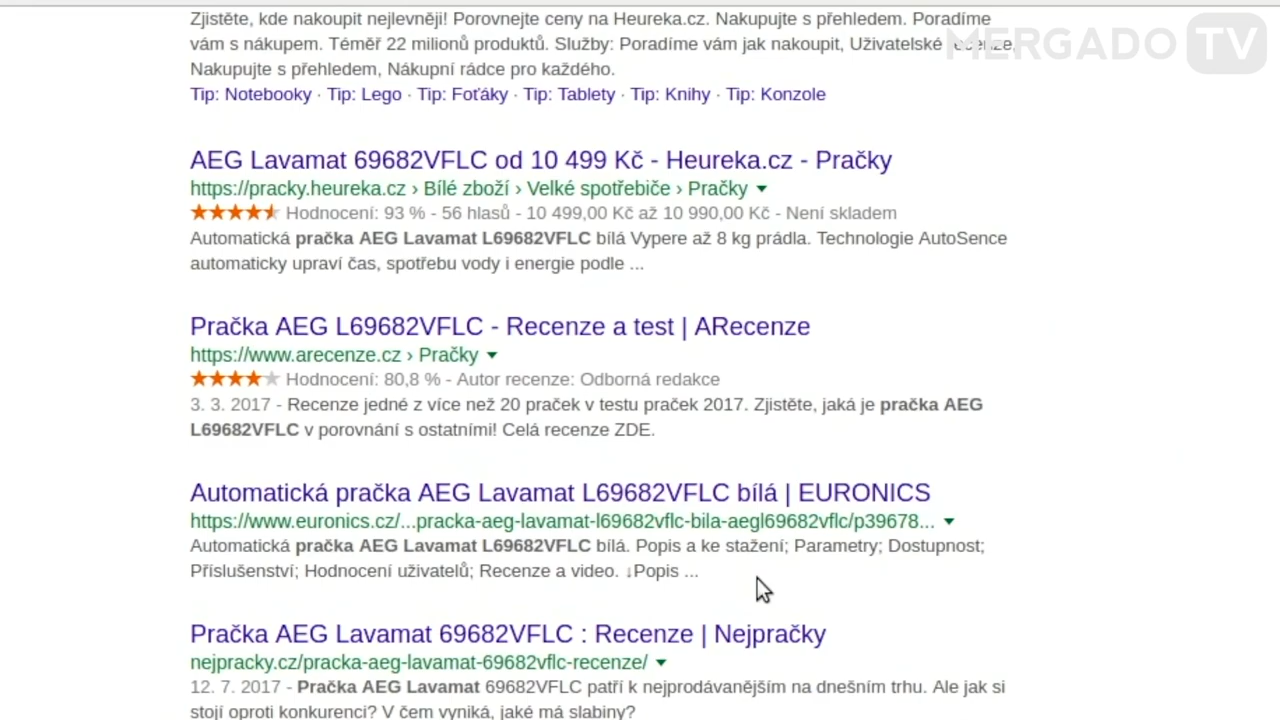 Zjistěte, kde nakoupit nejlevněji! Porovnejte ceny na Heureka.cz. Nakupujte s přehledem. Poradíme
MERGADO TV
vám s nákupem. Téměř 22 milionů produktů. Služby: Poradíme vám jak nakoupit, Uživatelské recenze,
Nakupujte s přehledem, Nákupní rádce pro každého.
Tip: Notebooky · Tip: Lego · Tip: Foťáky · Tip: Tablety · Tip: Knihy · Tip: Konzole
AEG Lavamat 69682VFLC od 10 499 Kč - Heureka.cz - Pračky
https://pracky.heureka.cz › Bílé zboží › Velké spotřebiče › Pračky
Hodnocení: 93 % - 56 hlasů - 10 499,00 Kč až 10 990,00 Kč - Není skladem
Automatická pračka AEG Lavamat L69682VFLC bílá Vypere až 8 kg prádla. Technologie AutoSence
automaticky upraví čas, spotřebu vody i energie podle ...
Pračka AEG L69682VFLC - Recenze a test | ARecenze
https://www.arecenze.cz › Pračky
Hodnocení: 80,8 % - Autor recenze: Odborná redakce
3. 3. 2017 - Recenze jedné z více než 20 praček v testu praček 2017. Zjistěte, jaká je pračka AEG
L69682VFLC v porovnání s ostatními! Celá recenze ZDE.
Automatická pračka AEG Lavamat L69682VFLC bílá | EURONICS
https://www.euronics.cz/...pracka-aeg-lavamat-l69682vflc-bila-aegl69682vflc/p39678...
Automatická pračka AEG Lavamat L69682VFLC bílá. Popis a ke stažení; Parametry; Dostupnost;
Příslušenství; Hodnocení uživatelů; Recenze a video. ↓Popis ...
Pračka AEG Lavamat 69682VFLC : Recenze | Nejpračky
nejpracky.cz/pracka-aeg-lavamat-69682vflc-recenze/
12. 7. 2017 - Pračka AEG Lavamat 69682VFLC patří k nejprodávanějším na dnešním trhu. Ale jak si
stojí oproti konkurenci? V čem vyniká, jaké má slabiny?